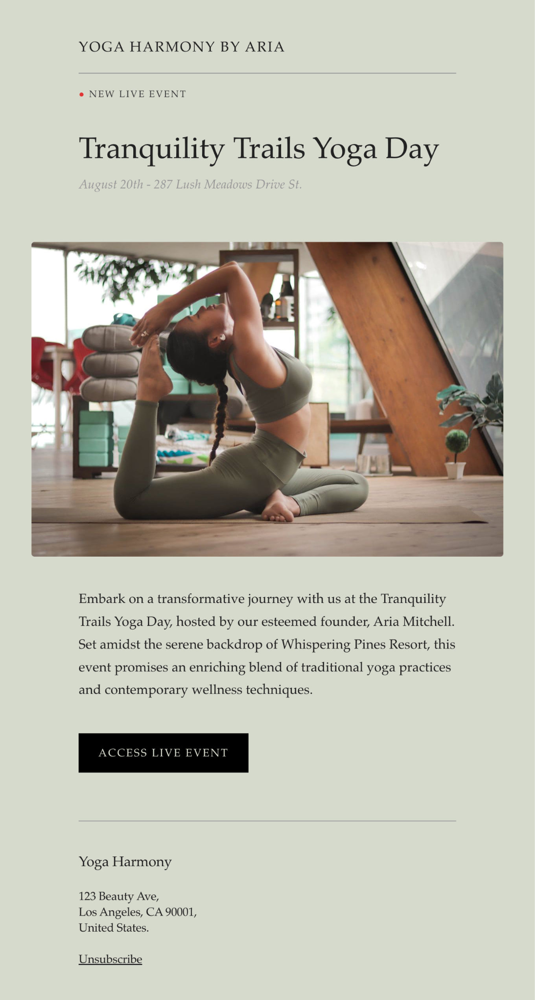 YOGA HARMONY BY ARIA
• NEW LIVE EVENT
Tranquility Trails Yoga Day
August 20th - 287 Lush Meadows Drive St.
Embark on a transformative journey with us at the Tranquility
Trails Yoga Day, hosted by our esteemed founder, Aria Mitchell.
Set amidst the serene backdrop of Whispering Pines Resort, this
event promises an enriching blend of traditional yoga practices
and contemporary wellness techniques.
ACCESS LIVE EVENT
Yoga Harmony
123 Beauty Ave,
Los Angeles, CA 90001,
United States.
Unsubscribe